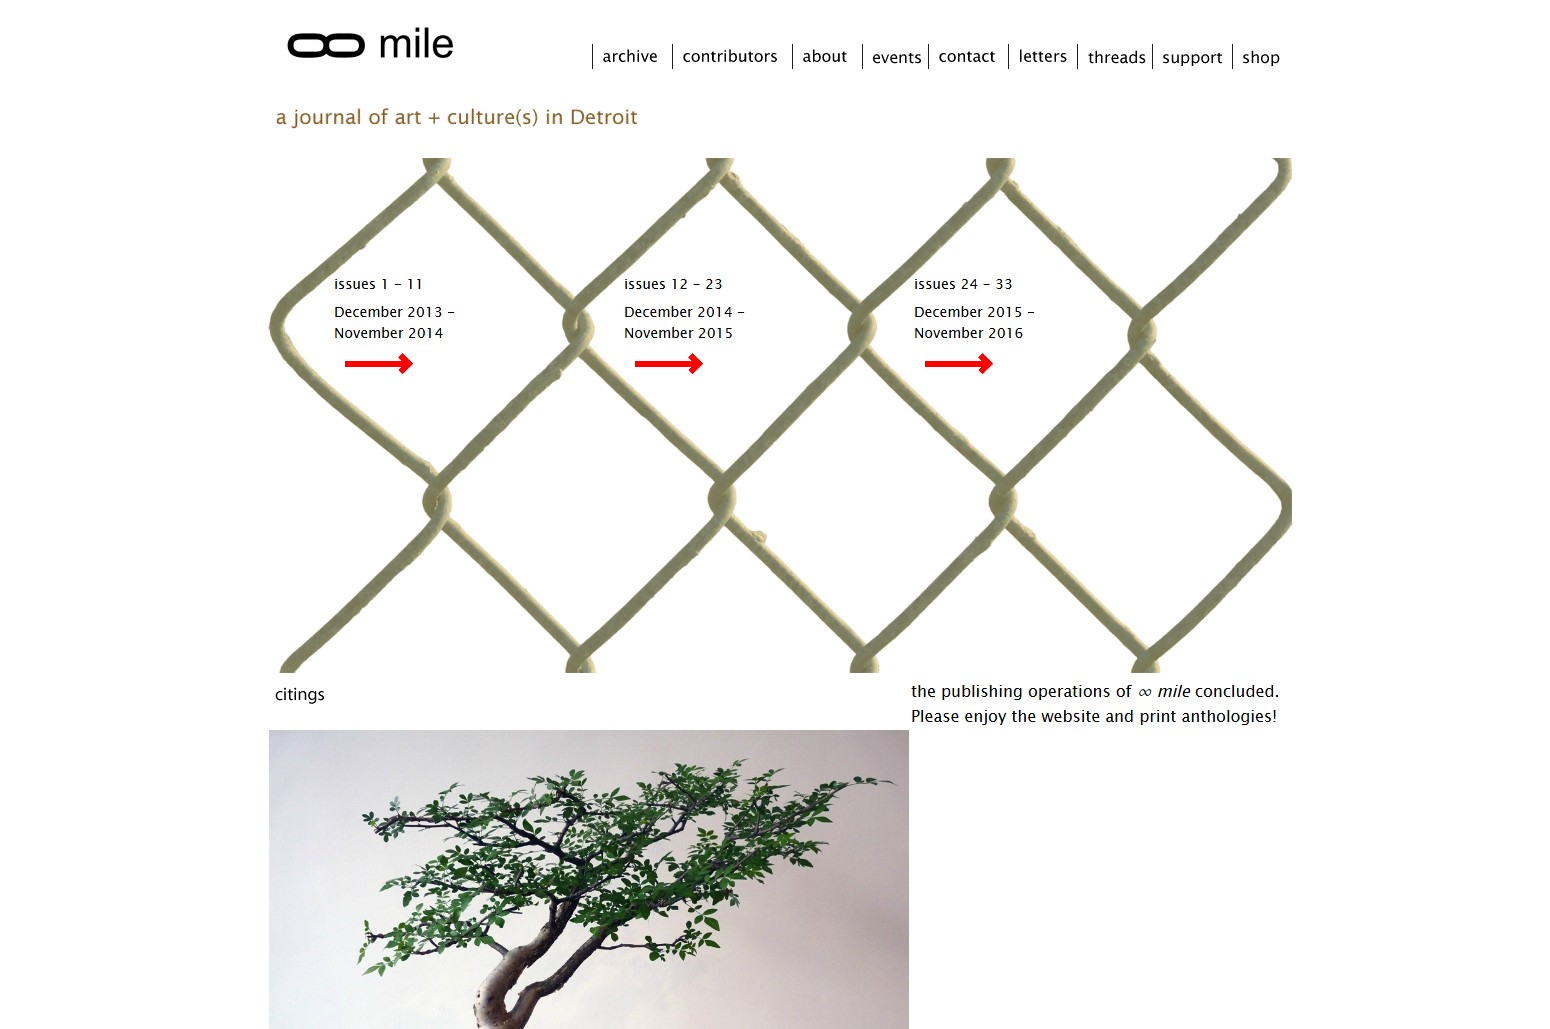 ∞ mile
archive contributors about events contact letters threads support shop
a journal of art + culture(s) in Detroit
issues 1 - 11
December 2013 -
November 2014
issues 12 - 23
December 2014 -
November 2015
issues 24 - 33
December 2015 -
November 2016
citings
the publishing operations of ∞ mile concluded.
Please enjoy the website and print anthologies!